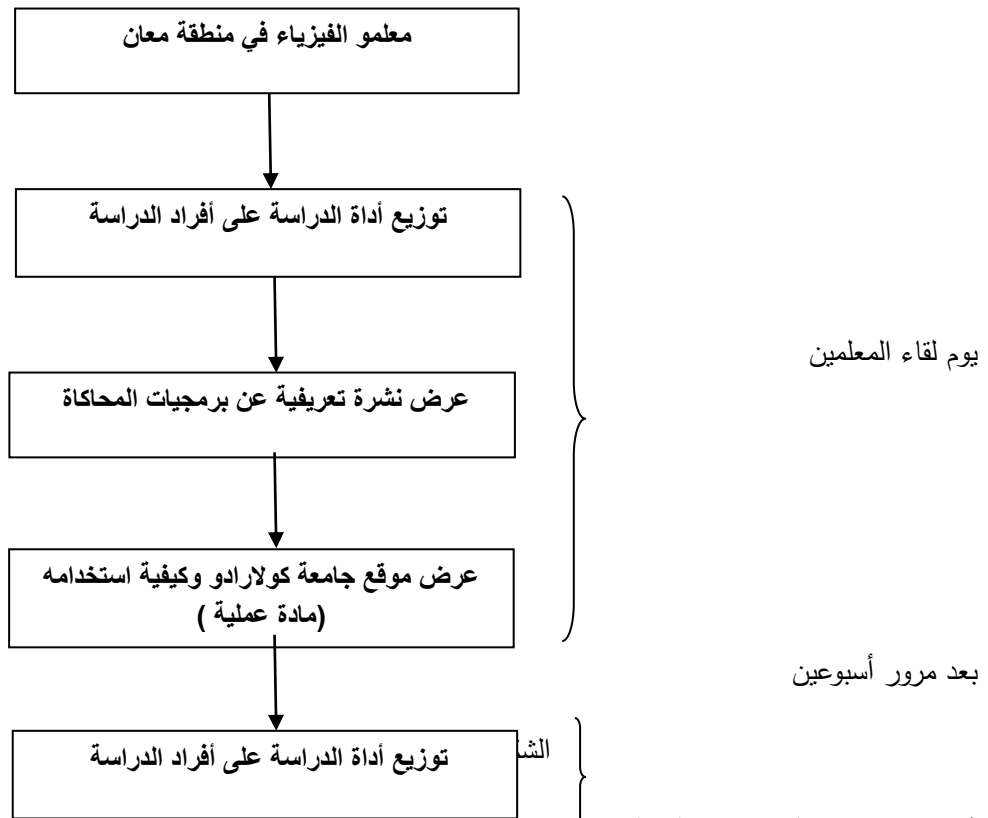 معلمو الفيزياء في منطقة معان
توزيع أداة الدراسة على أفراد الدراسة
يوم لقاء المعلمين
عرض نشرة تعريفية عن برمجيات المحاكاة
عرض موقع جامعة كولارادو وكيفية استخدامه
(مادة عملية )
بعد مرور أسبوعين
توزيع أداة الدراسة على أفراد الدراسة